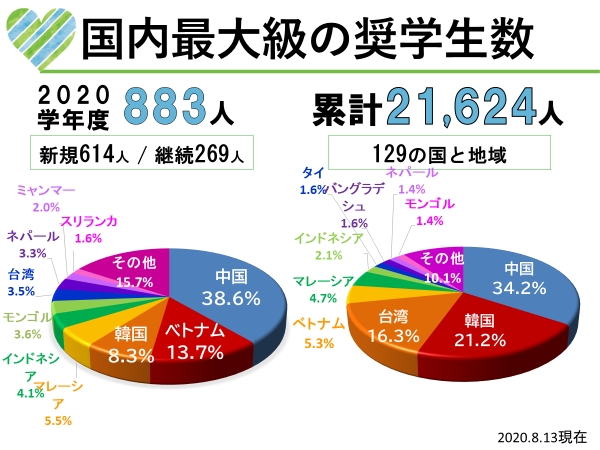 国内最大級の奨学生数
2020
学年度 883人
新規614人 / 継続269人
ミャンマー
2.0%
スリランカ
1.6%
ネパール
3.3%
台湾
3.5%
モンゴル
3.6%
インドネシ
ア
4.1%
マレーシ
ア
5.5%
韓国
8.3%
ベトナム
13.7%
中国
38.6%
その他
15.7%
累計21,624人
129の国と地域
タイ
1.6%
バングラデ
シュ
1.6%
ネパール
1.4%
モンゴル
1.4%
インドネシア
2.1%
マレーシア
4.7%
ベトナム
5.3%
台湾
16.3%
韓国
21.2%
中国
34.2%
その他
10.1%
2020.8.13現在